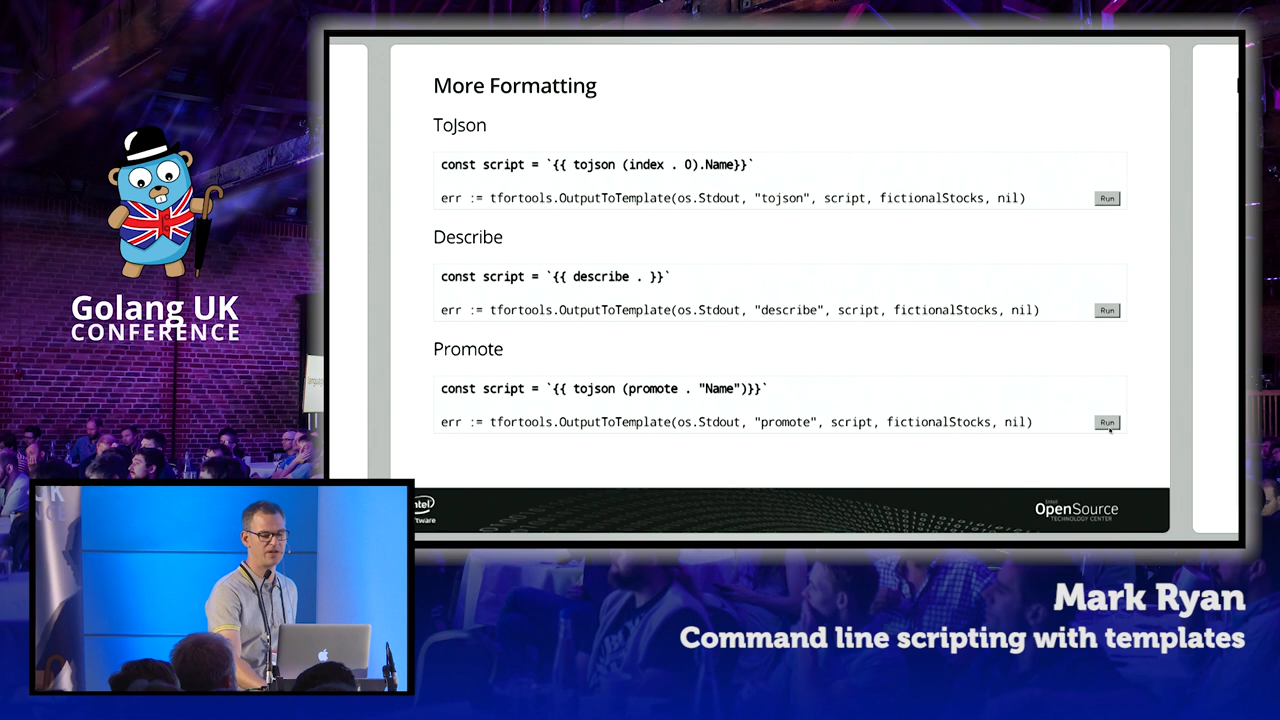 More Formatting
ToJson
const script = `{{ tojson (index . 0).Name}}`
err := tfortools.OutputToTemplate(os.Stdout, "tojson", script, fictionalStocks, nil)
Run
Describe
const script = `{{ describe . }}`
err := tfortools.OutputToTemplate(os.Stdout, "describe", script, fictionalStocks, nil)
Run
Promote
const script = `{{ tojson (promote . "Name")}}`
err := tfortools.OutputToTemplate(os.Stdout, "promote", script, fictionalStocks, nil)
Run
Golang UK
CONFERENCE
intel
OpenSource
TECHNOLOGY CENTER
Mark Ryan
Command line scripting with templates